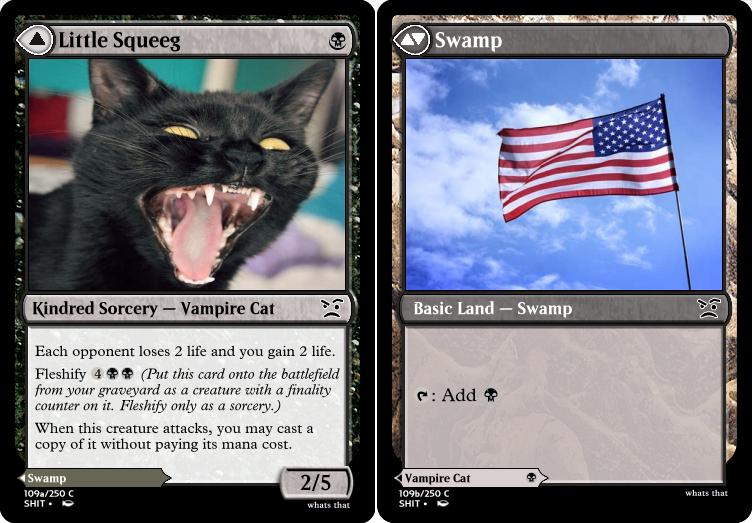 Little Squeeg
Kindred Sorcery — Vampire Cat
Each opponent loses 2 life and you gain 2 life.
Fleshify 4 (Put this card onto the battlefield
from your graveyard as a creature with a finality
counter on it. Fleshify only as a sorcery.)
When this creature attacks, you may cast a
copy of it without paying its mana cost.
Swamp
2/5
109a/250 C
SHIT •
whats that
Swamp
Basic Land — Swamp
: Add
Vampire Cat
109b/250 C
SHIT •
whats that